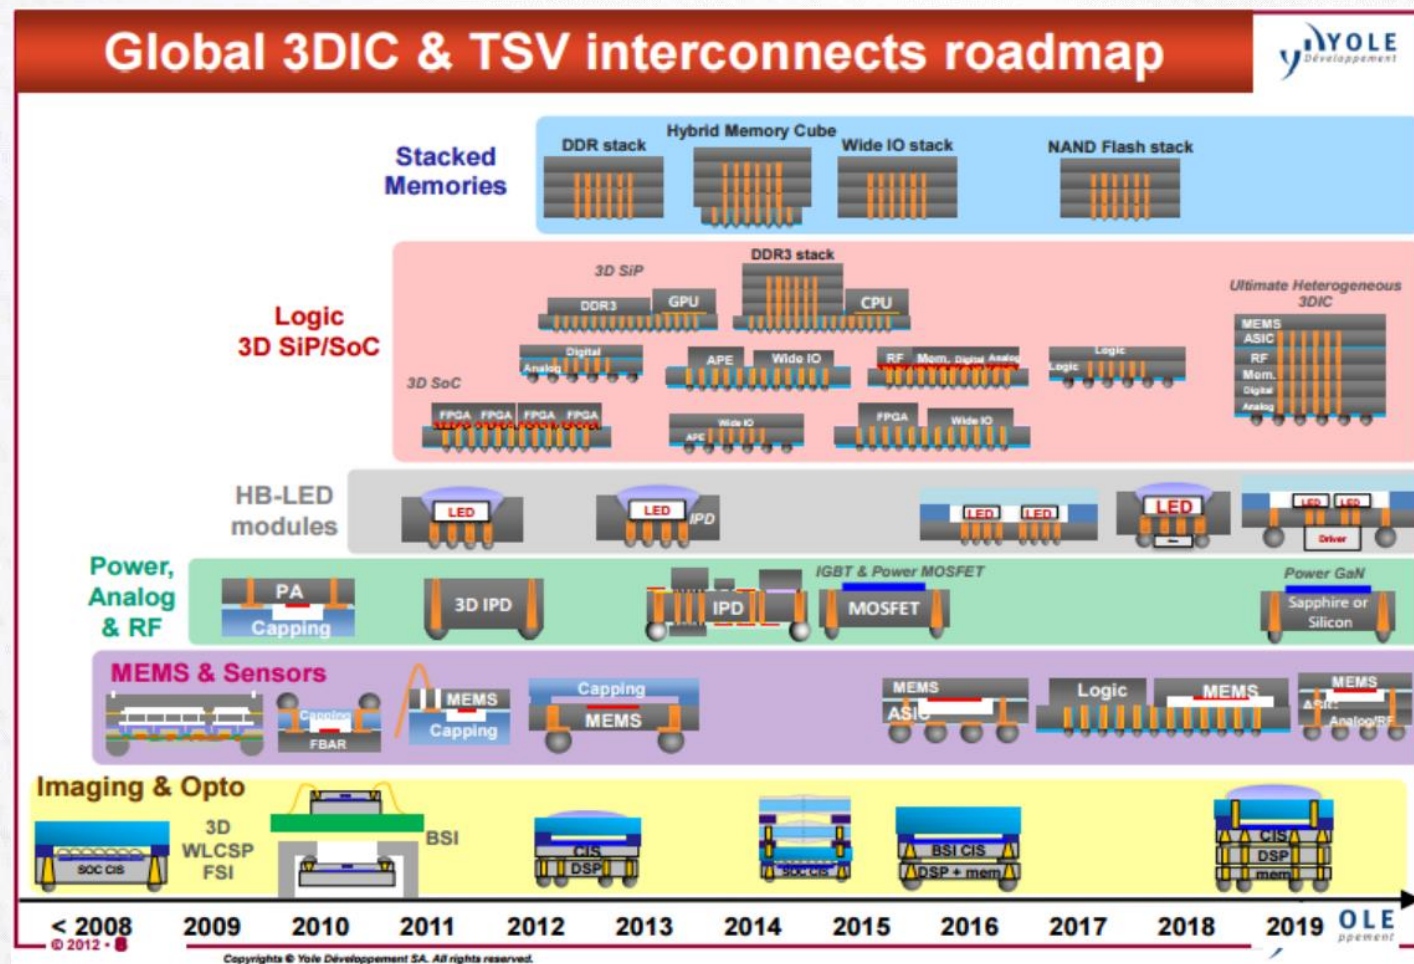 Global 3DIC & TSV interconnects roadmap
YOLE
Développement
Stacked
Memories
DDR stack
Hybrid Memory Cube
Wide IO stack
NAND Flash stack
Logic
3D SiP/SoC
3D SiP
DDR3
GPU
DDR3 stack
CPU
Ultimate Heterogeneous
3DIC
MEMS
ASIC
RF
Mem.
Digital
Analog
Digital
Analog
APE
Wide IO
RF
Mem.
Digital
Analog
Logic
Logic
3D SoC
FPGA
FPGA
FPGA
FPGA
Wide IO
APE
FPGA
Wide IO
HB-LED
modules
LED
LED
IPD
LED
LED
LED
LED
LED
Driver
Power,
Analog
& RF
PA
Capping
3D IPD
IPD
IGBT & Power MOSFET
MOSFET
Power GaN
Sapphire or
Silicon
MEMS & Sensors
Capping
FBAR
MEMS
Capping
Capping
MEMS
MEMS
ASIC
Logic
MEMS
MEMS
ASIC
Analog/RF
Imaging & Opto
SOC CIS
3D
WLCSP
FSI
BSI
CIS
DSP
SOC CIS
BSI CIS
DSP + mem
CIS
DSP
mem
< 2008
2009
2010
2011
2012
2013
2014
2015
2016
2017
2018
2019
OLE
ppement
© 2012 •
Copyrights © Yole Développement SA. All rights reserved.